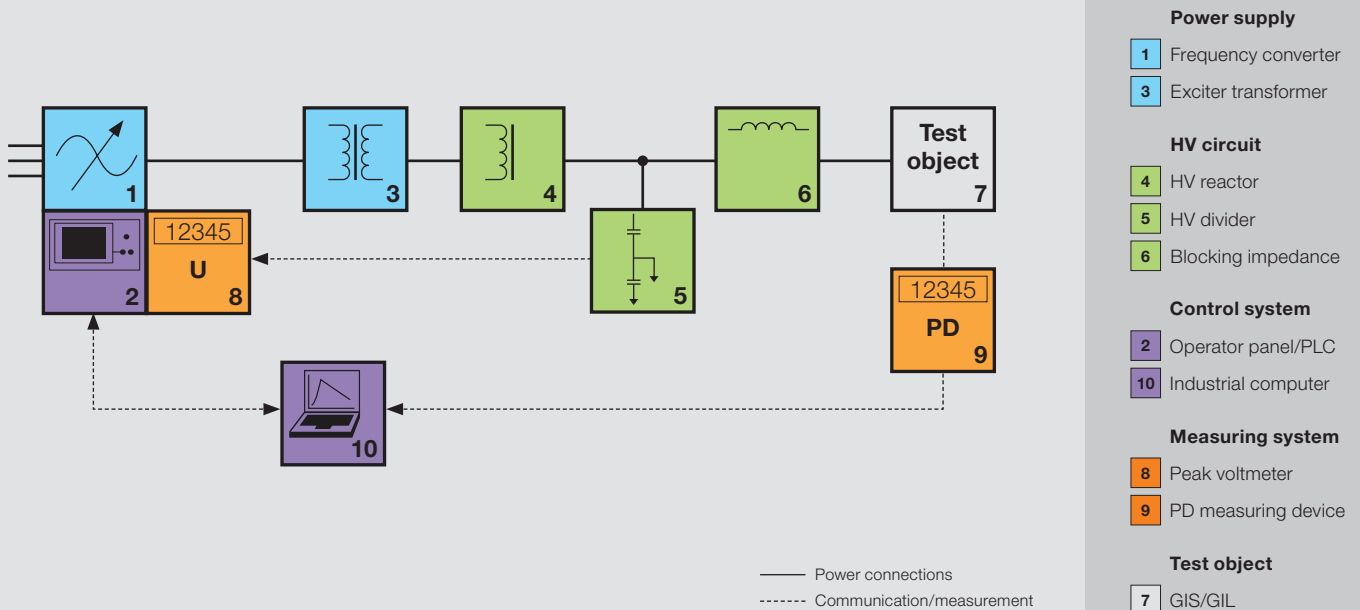 1
3
4
6
Test
object
7
2
12345
U
8
5
12345
PD
9
10
Power connections
Communication/measurement
Power supply
1 Frequency converter
3 Exciter transformer
HV circuit
4 HV reactor
5 HV divider
6 Blocking impedance
Control system
2 Operator panel/PLC
10 Industrial computer
Measuring system
8 Peak voltmeter
9 PD measuring device
Test object
7 GIS/GIL